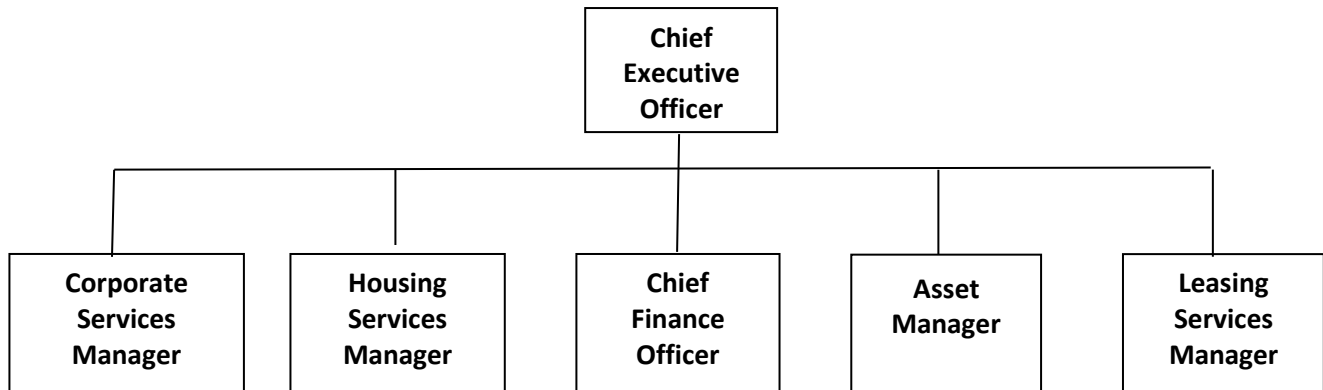 Chief
Executive
Officer
Corporate
Services
Manager
Housing
Services
Manager
Chief
Finance
Officer
Asset
Manager
Leasing
Services
Manager